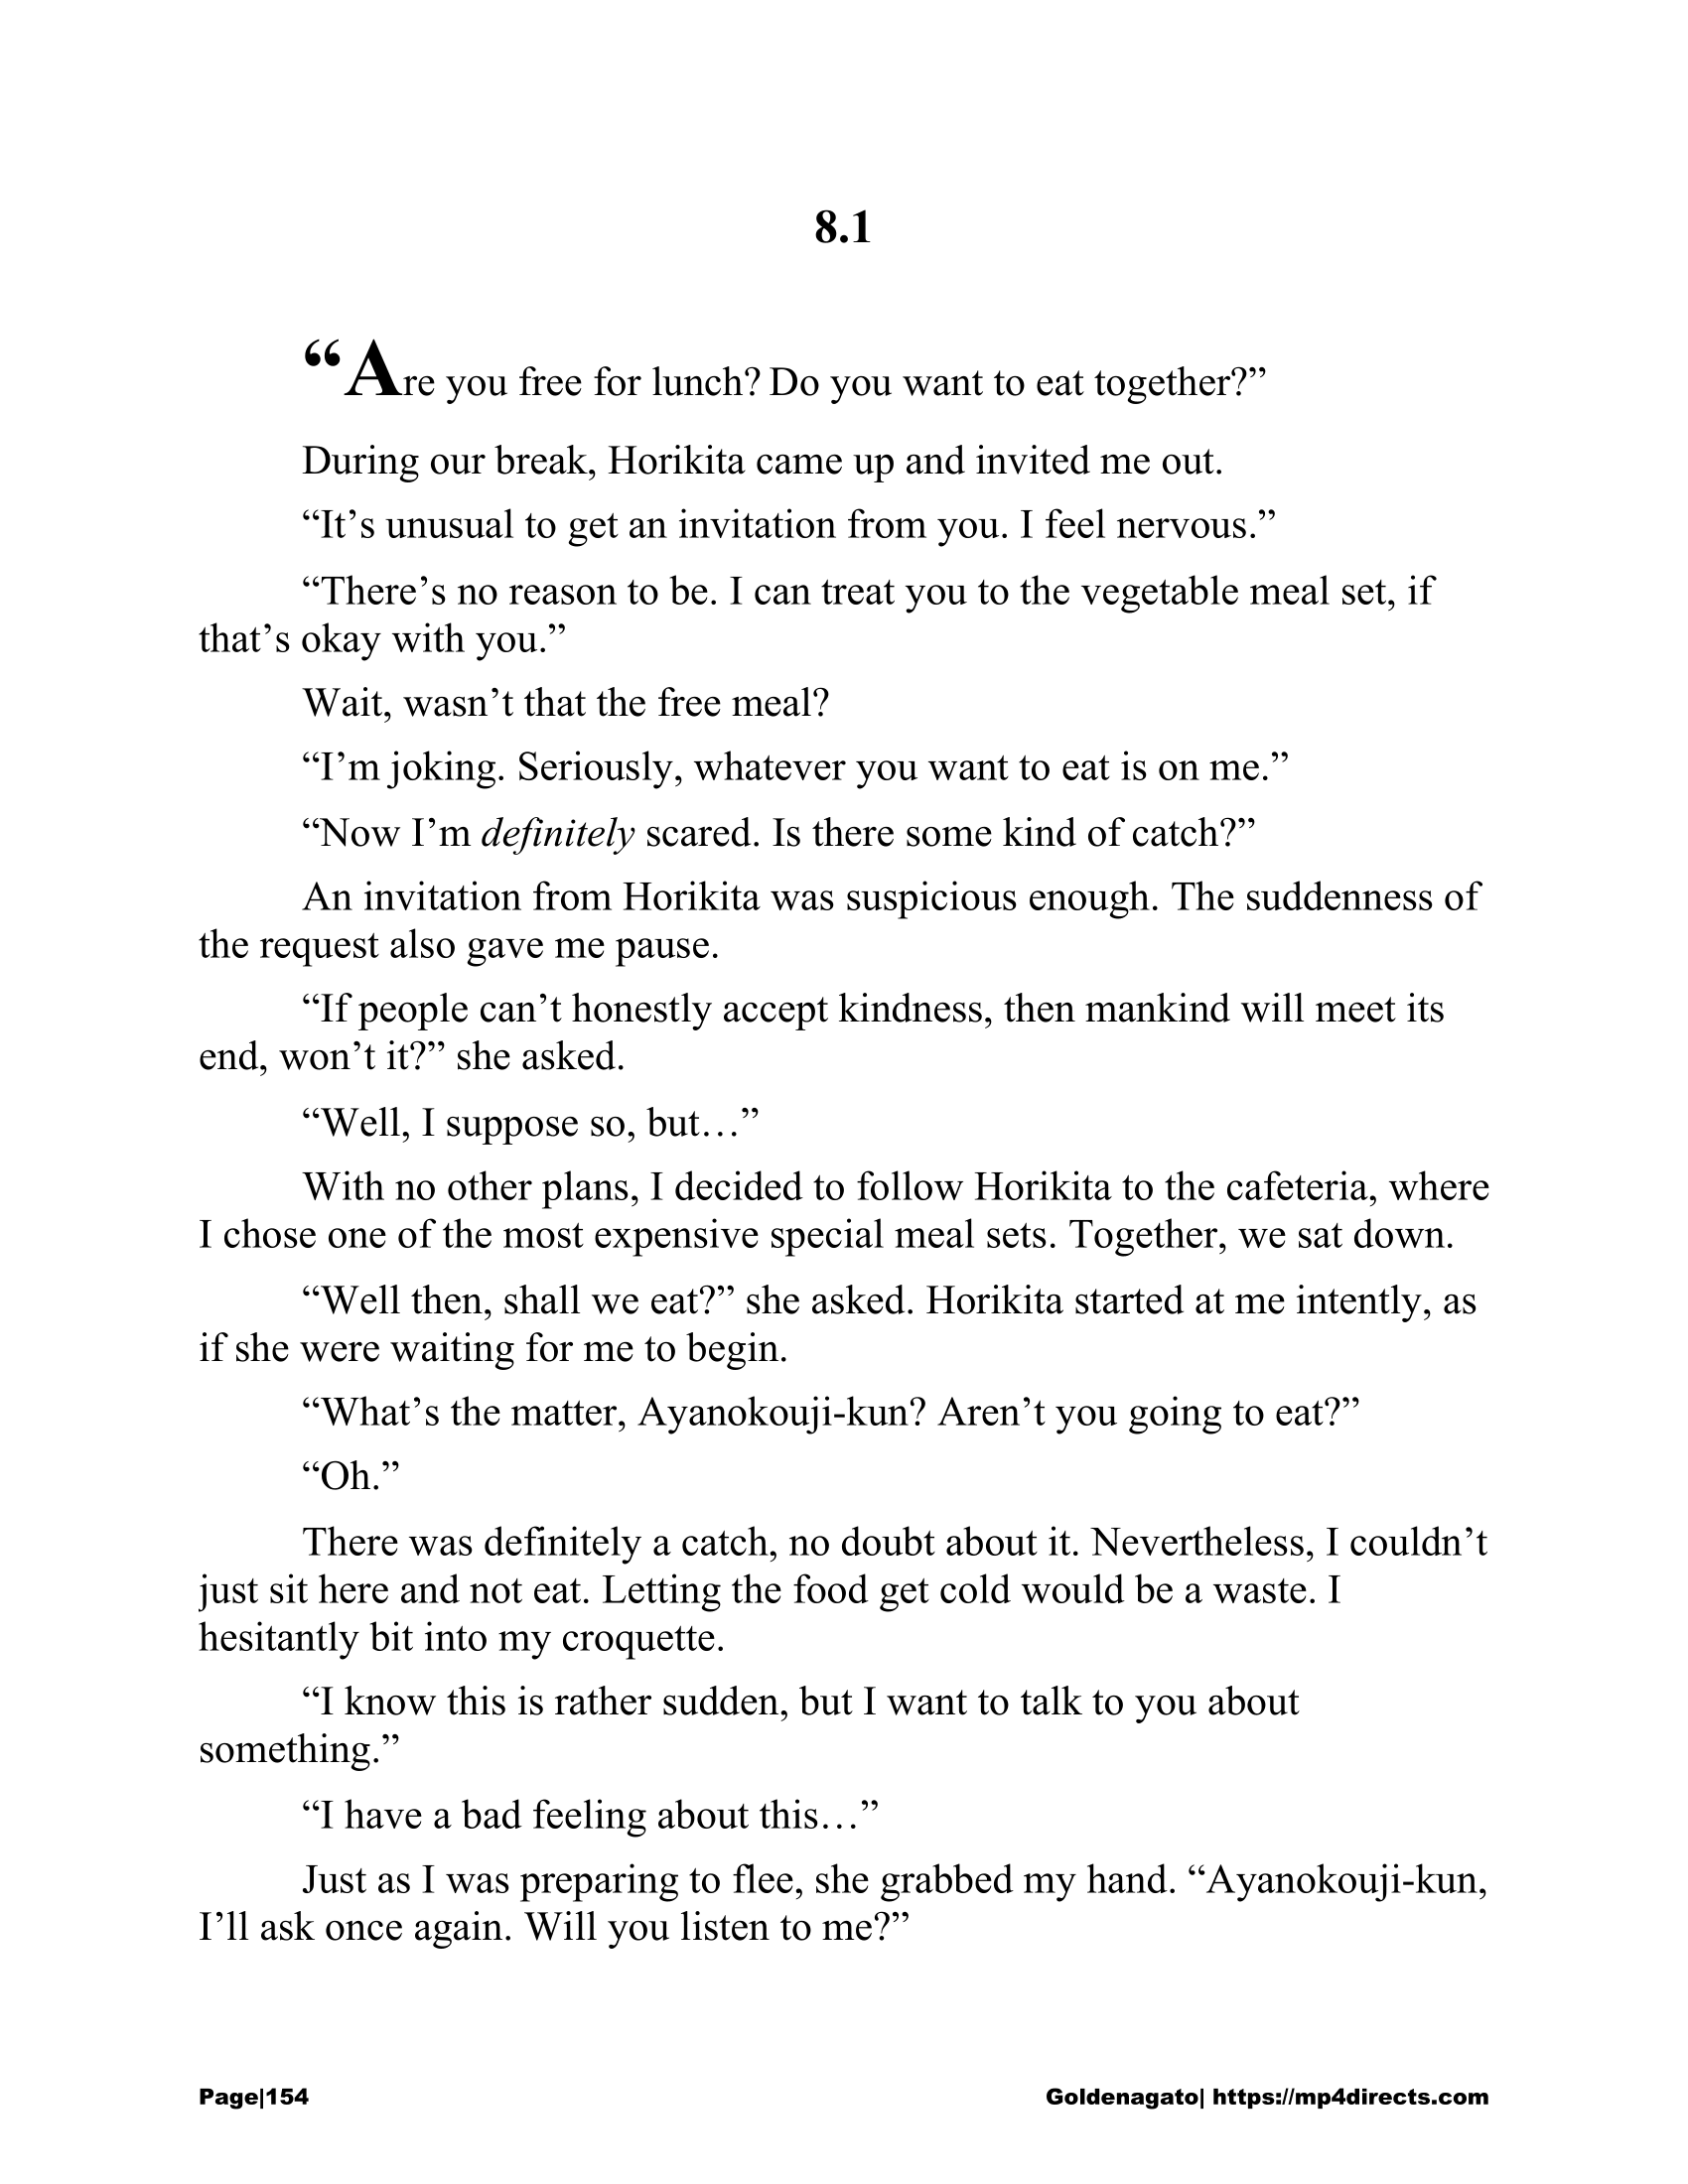 8.1
“Are you free for lunch? Do you want to eat together?”
During our break, Horikita came up and invited me out.
“It’s unusual to get an invitation from you. I feel nervous.”
“There’s no reason to be. I can treat you to the vegetable meal set, if
that’s okay with you.”
Wait, wasn’t that the free meal?
“I’m joking. Seriously, whatever you want to eat is on me.”
“Now I’m definitely scared. Is there some kind of catch?”
An invitation from Horikita was suspicious enough. The suddenness of
the request also gave me pause.
“If people can’t honestly accept kindness, then mankind will meet its
end, won’t it?” she asked.
“Well, I suppose so, but…”
With no other plans, I decided to follow Horikita to the cafeteria, where
I chose one of the most expensive special meal sets. Together, we sat down.
“Well then, shall we eat?” she asked. Horikita started at me intently, as
if she were waiting for me to begin.
“What’s the matter, Ayanokouji-kun? Aren’t you going to eat?”
“Oh.”
There was definitely a catch, no doubt about it. Nevertheless, I couldn’t
just sit here and not eat. Letting the food get cold would be a waste. I
hesitantly bit into my croquette.
“I know this is rather sudden, but I want to talk to you about
something.”
“I have a bad feeling about this…”
Just as I was preparing to flee, she grabbed my hand. “Ayanokouji-kun,
I’ll ask once again. Will you listen to me?”
Page|154 Goldenagato| https://mp4directs.com